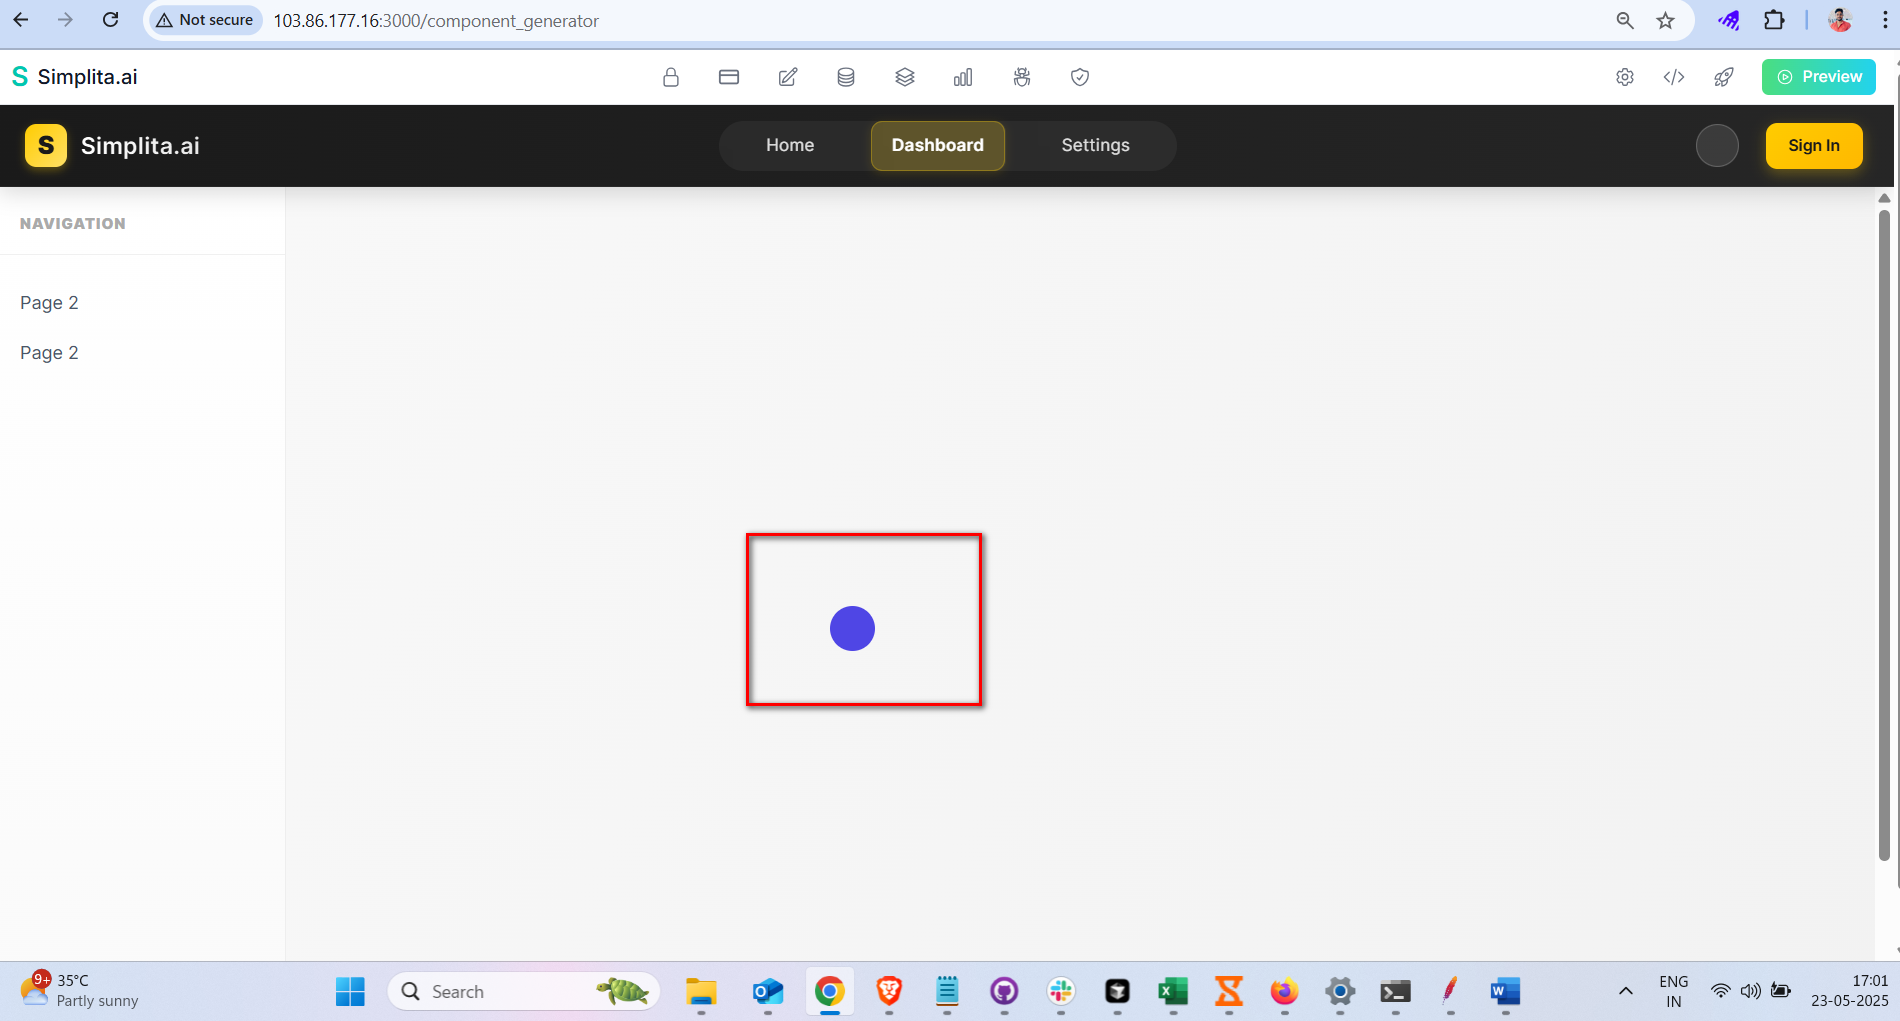 Not secure
103.86.177.16:3000/component_generator
S Simplita.ai
Preview
S Simplita.ai
Home
Dashboard
Settings
Sign In
NAVIGATION
Page 2
Page 2
9+
35°C
Partly sunny
Search
ENG
IN
17:01
23-05-2025